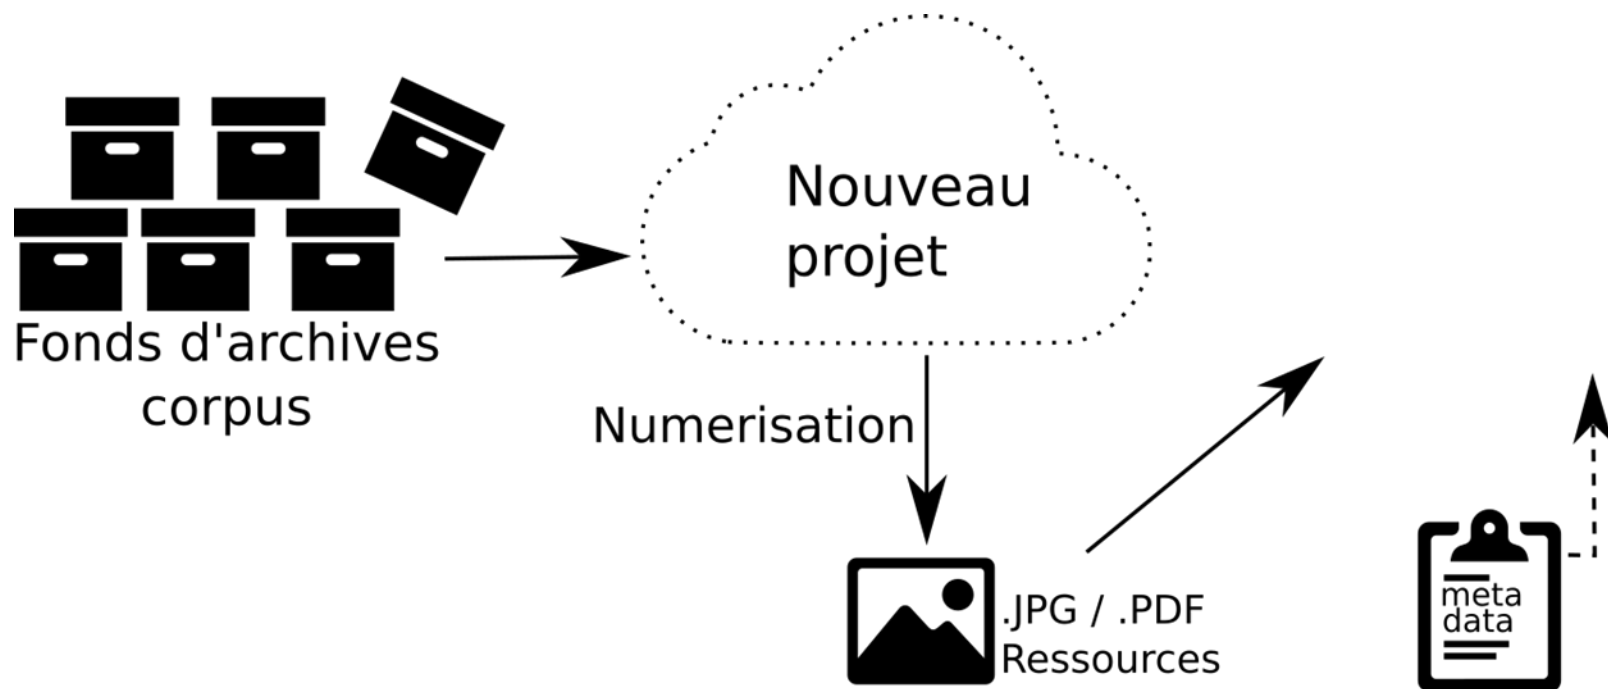 Nouveau
projet
Fonds d'archives
corpus
Numerisation
.JPG / .PDF
Ressources
meta
data